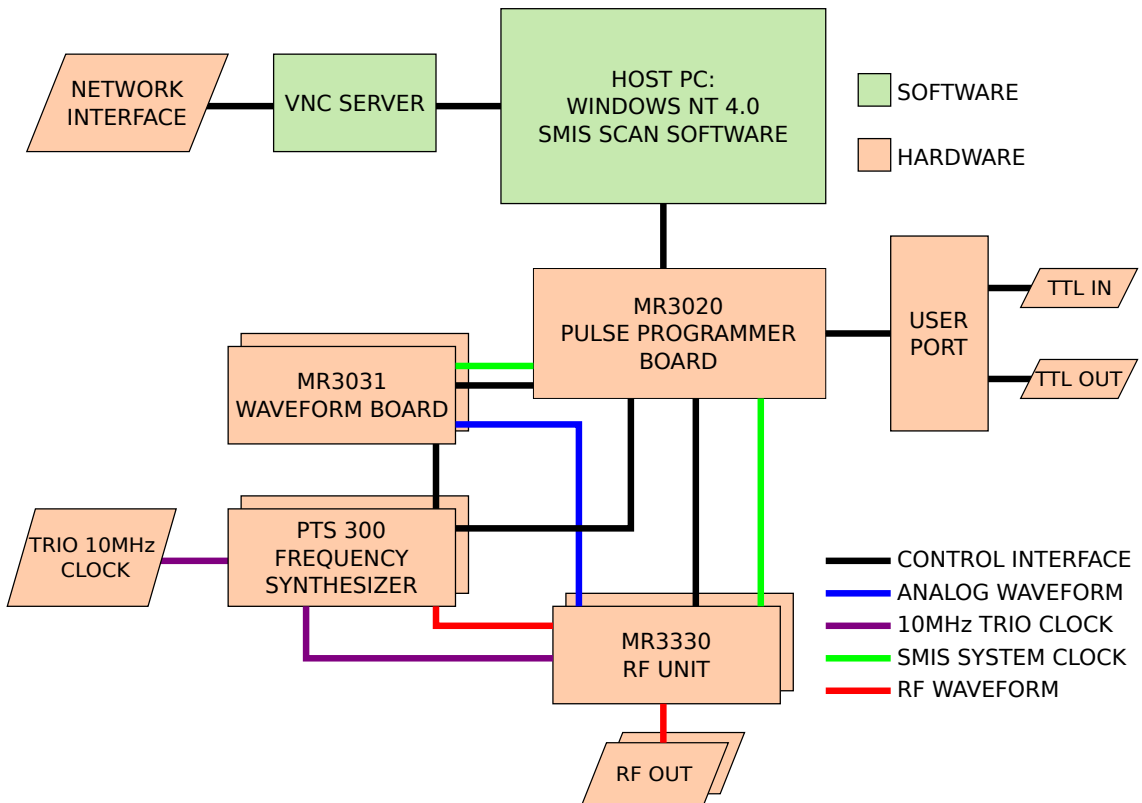 NETWORK
INTERFACE
VNC SERVER
HOST PC:
WINDOWS NT 4.0
SMIS SCAN SOFTWARE
SOFTWARE
HARDWARE
MR3020
PULSE PROGRAMMER
BOARD
USER
PORT
TTL IN
TTL OUT
MR3031
WAVEFORM BOARD
TRIO 10MHz
CLOCK
PTS 300
FREQUENCY
SYNTHESIZER
MR3330
RF UNIT
RF OUT
CONTROL INTERFACE
ANALOG WAVEFORM
10MHz TRIO CLOCK
SMIS SYSTEM CLOCK
RF WAVEFORM